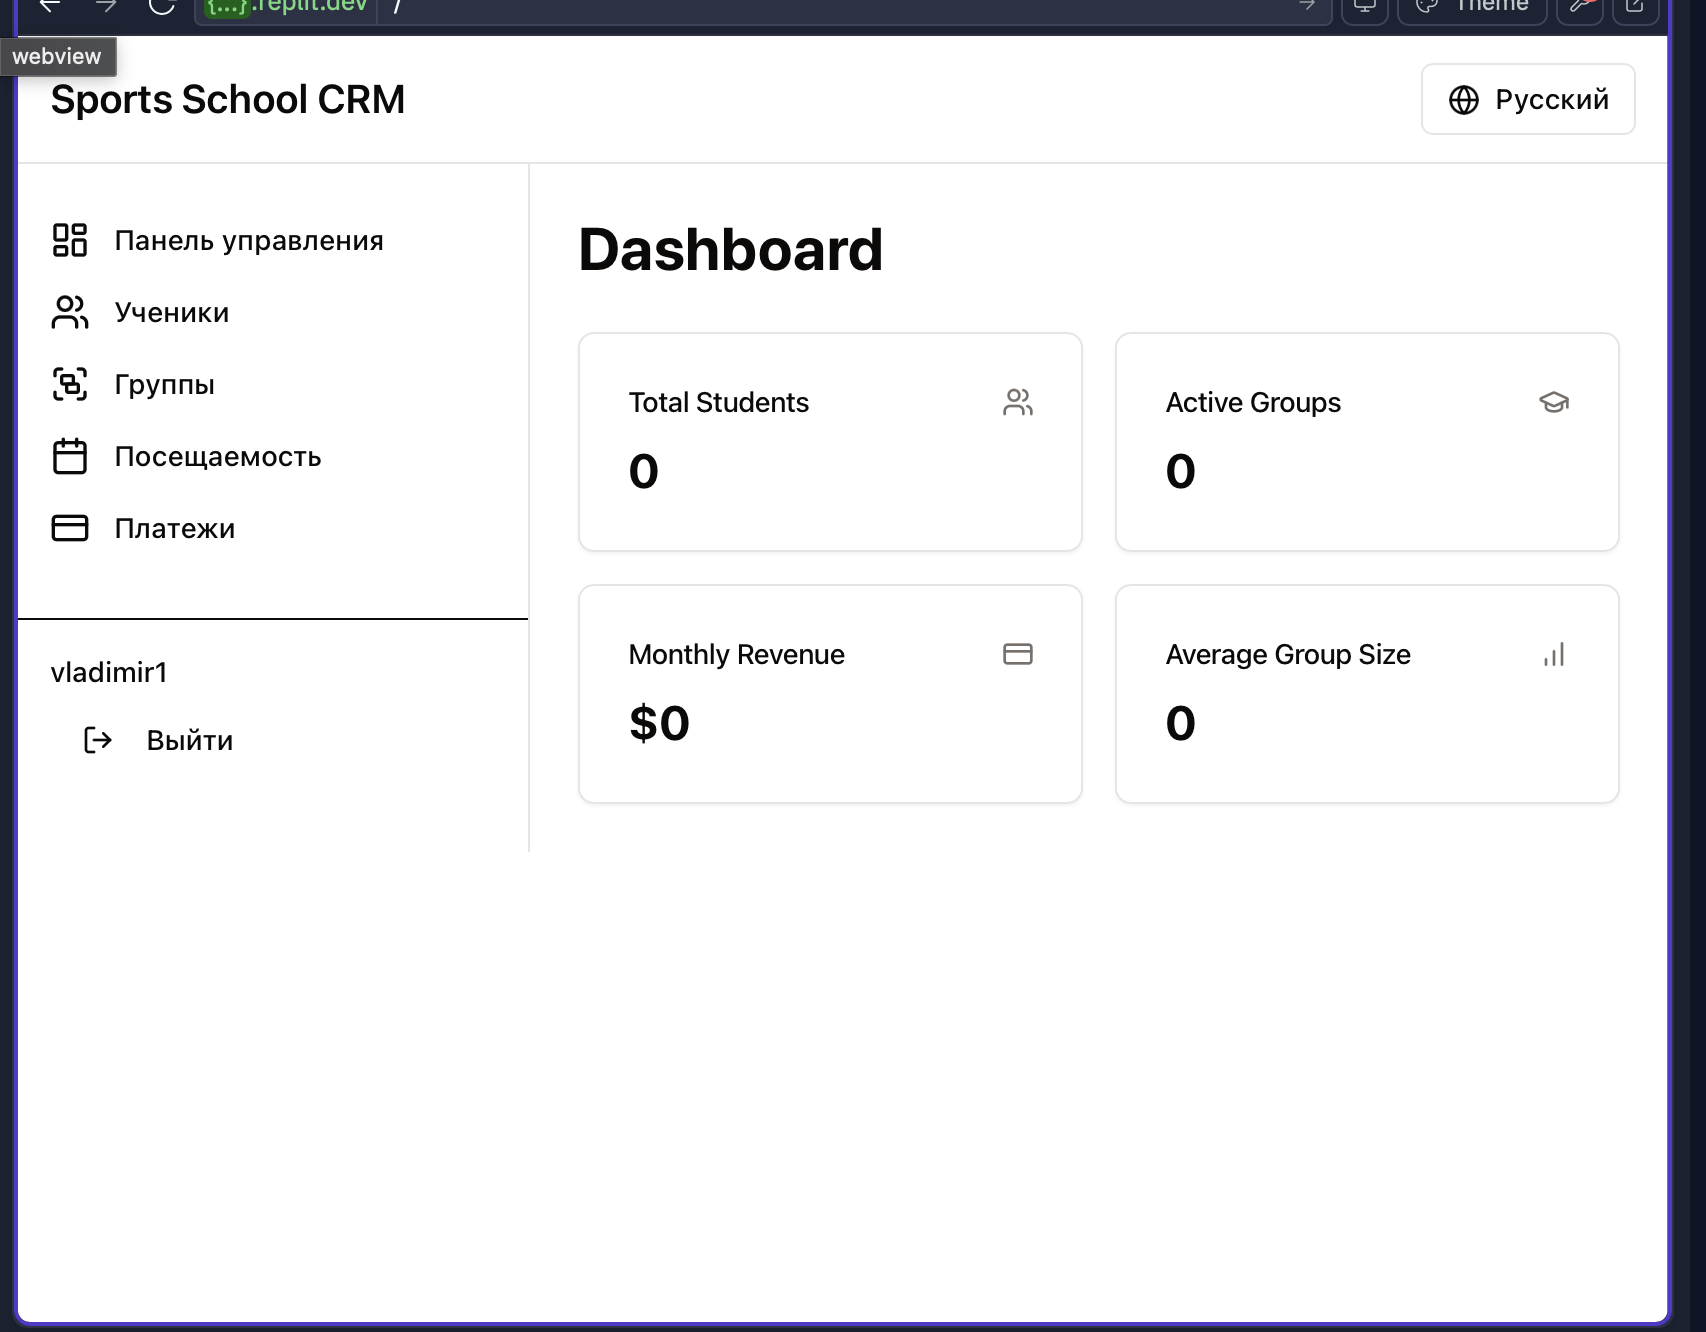 {...}.replit.dev /
Theme
webview
Sports School CRM
Русский
Панель управления
Ученики
Группы
Посещаемость
Платежи
vladimir1
Выйти
Dashboard
Total Students
0
Active Groups
0
Monthly Revenue
$0
Average Group Size
0